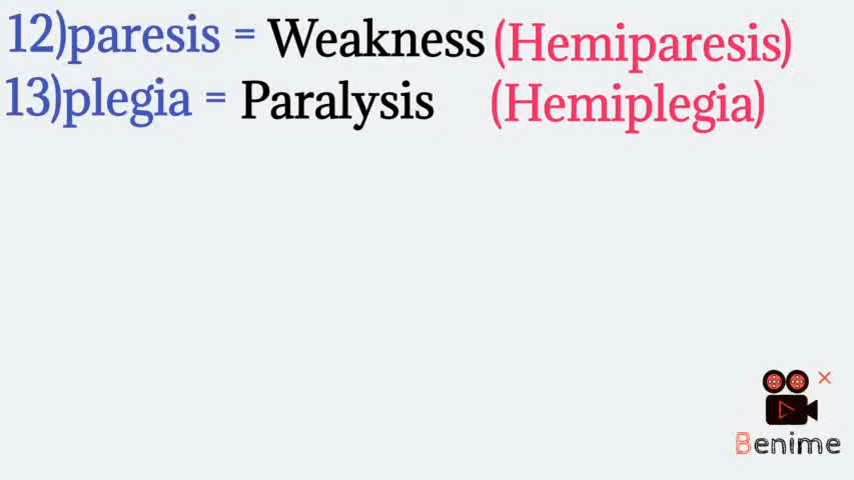 12)paresis = Weakness (Hemiparesis)
13)plegia = Paralysis (Hemiplegia)
Benime